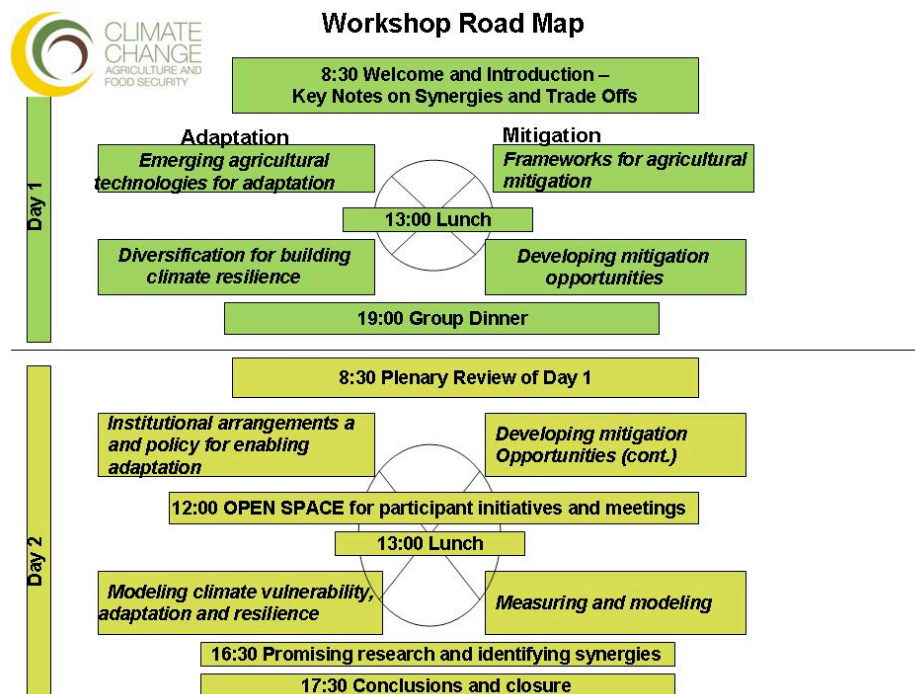 Workshop Road Map
CLIMATE
CHANGE
AGRICULTURE AND
FOOD SECURITY
8:30 Welcome and Introduction –
Key Notes on Synergies and Trade Offs
Day 1
Adaptation
Emerging agricultural
technologies for adaptation
Mitigation
Frameworks for agricultural
mitigation
13:00 Lunch
Diversification for building
climate resilience
Developing mitigation
opportunities
19:00 Group Dinner
Day 2
8:30 Plenary Review of Day 1
Institutional arrangements a
and policy for enabling
adaptation
Developing mitigation
Opportunities (cont.)
12:00 OPEN SPACE for participant initiatives and meetings
13:00 Lunch
Modeling climate vulnerability,
adaptation and resilience
Measuring and modeling
16:30 Promising research and identifying synergies
17:30 Conclusions and closure